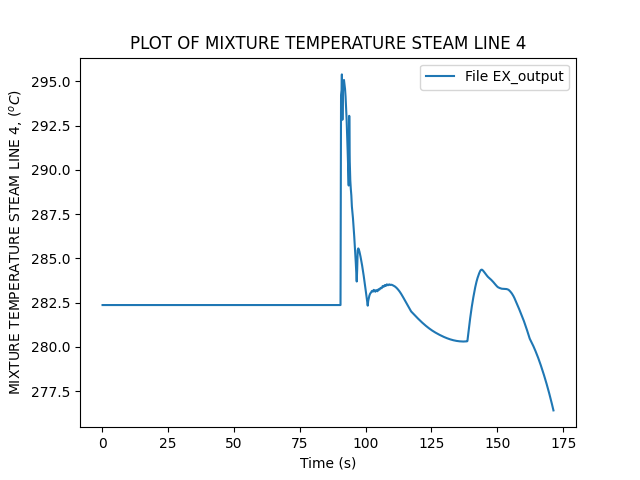 PLOT OF MIXTURE TEMPERATURE STEAM LINE 4
File EX_output
MIXTURE TEMPERATURE STEAM LINE 4, (°C)
295.0
292.5
290.0
287.5
285.0
282.5
280.0
277.5
0 25 50 75 100 125 150 175
Time (s)